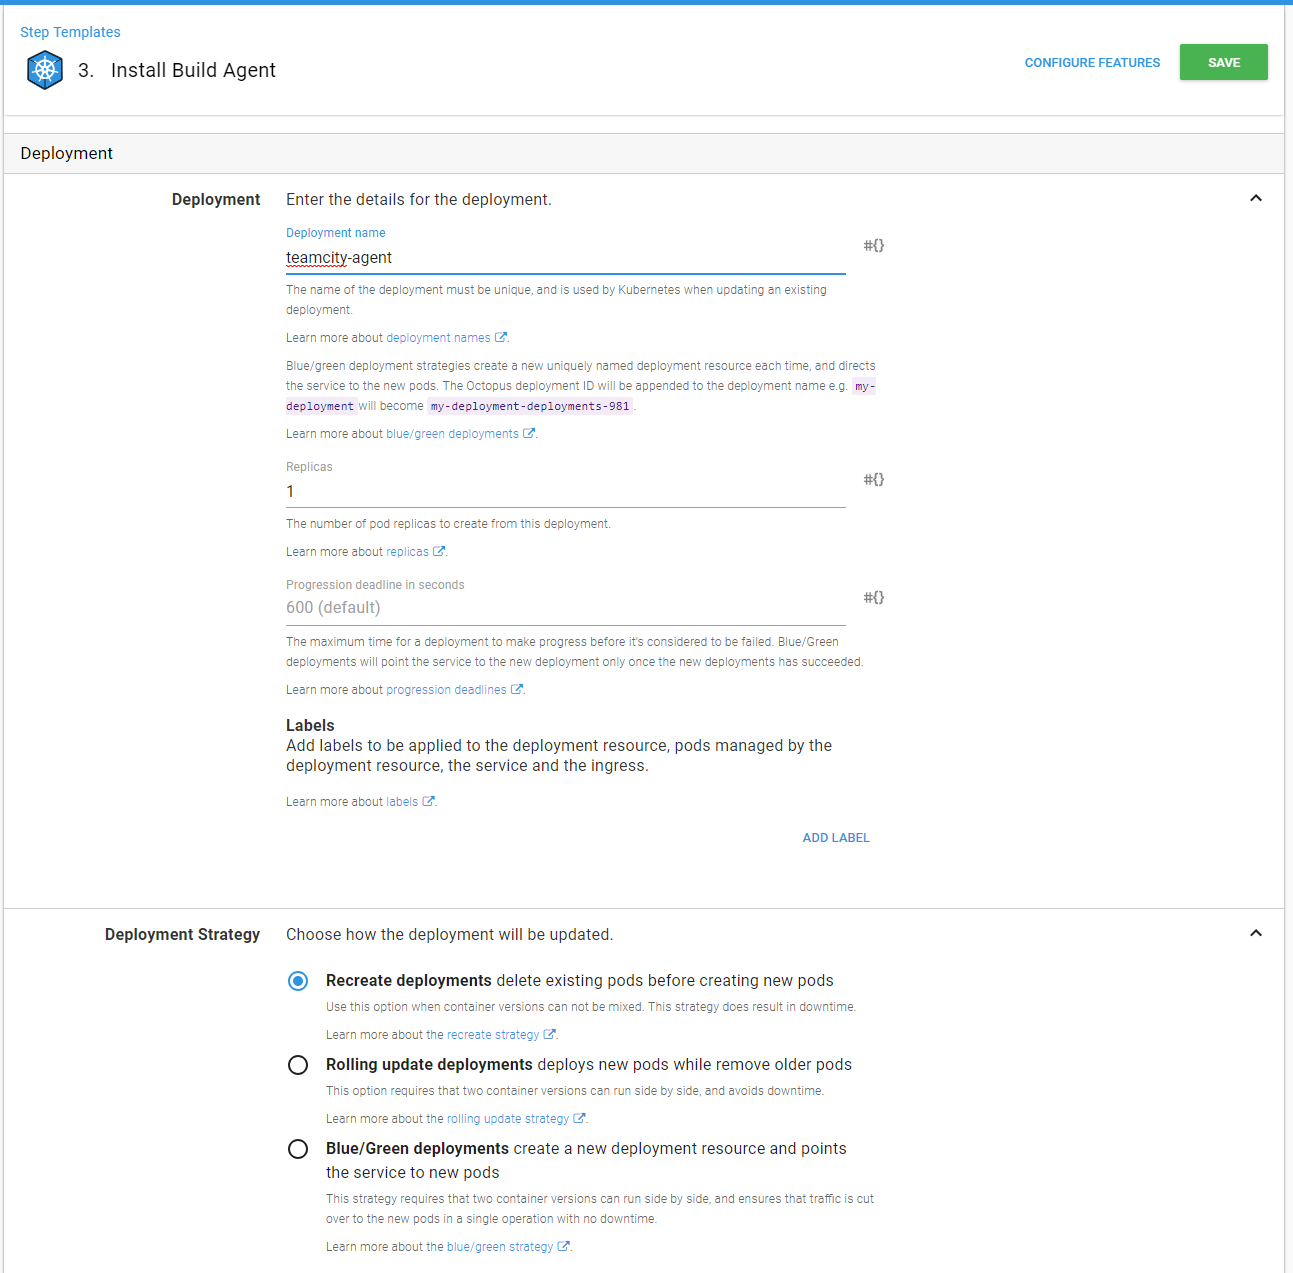 Step Templates
3. Install Build Agent
CONFIGURE FEATURES
SAVE
Deployment
Deployment
Enter the details for the deployment.
Deployment name
teamcity-agent
#{}
The name of the deployment must be unique, and is used by Kubernetes when updating an existing
deployment.
Learn more about deployment names.
Blue/green deployment strategies create a new uniquely named deployment resource each time, and directs
the service to the new pods. The Octopus deployment ID will be appended to the deployment name e.g. my-
deployment will become my-deployment-deployments-981.
Learn more about blue/green deployments.
Replicas
1
#{}
The number of pod replicas to create from this deployment.
Learn more about replicas.
Progression deadline in seconds
600 (default)
#{}
The maximum time for a deployment to make progress before it's considered to be failed. Blue/Green
deployments will point the service to the new deployment only once the new deployments has succeeded.
Learn more about progression deadlines.
Labels
Add labels to be applied to the deployment resource, pods managed by the
deployment resource, the service and the ingress.
Learn more about labels.
ADD LABEL
Deployment Strategy
Choose how the deployment will be updated.
Recreate deployments delete existing pods before creating new pods
Use this option when container versions can not be mixed. This strategy does result in downtime.
Learn more about the recreate strategy.
Rolling update deployments deploys new pods while remove older pods
This option requires that two container versions can run side by side, and avoids downtime.
Learn more about the rolling update strategy.
Blue/Green deployments create a new deployment resource and points
the service to new pods
This strategy requires that two container versions can run side by side, and ensures that traffic is cut
over to the new pods in a single operation with no downtime.
Learn more about the blue/green strategy.